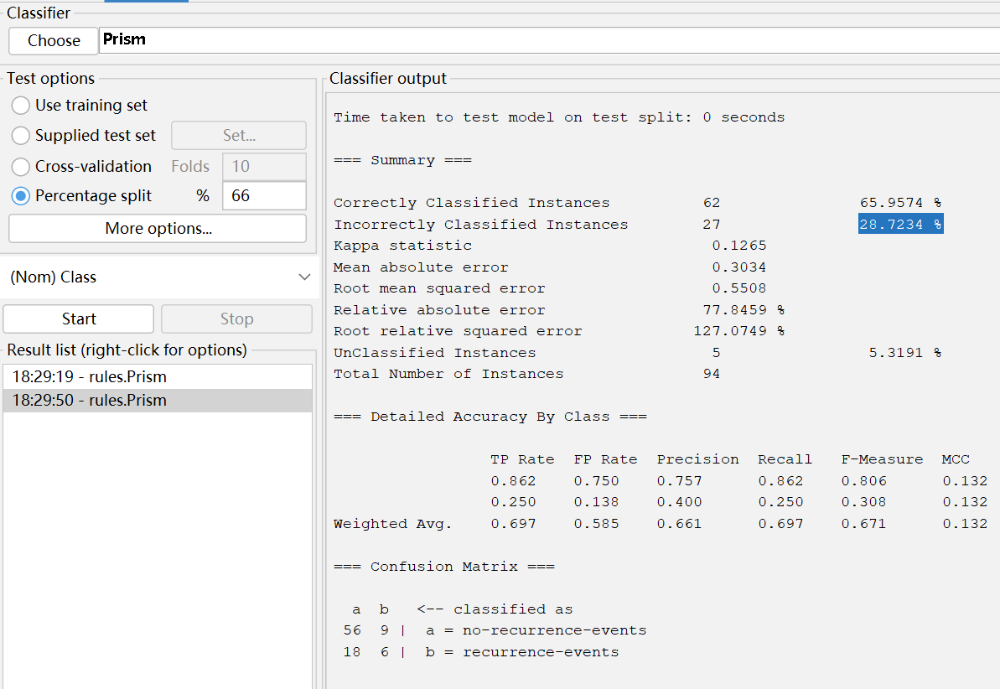 Classifier
Choose Prism
Test options
Use training set
Supplied test set Set...
Cross-validation Folds 10
Percentage split % 66
More options...
(Nom) Class
Start Stop
Result list (right-click for options)
18:29:19 - rules.Prism
18:29:50 - rules.Prism
Classifier output
Time taken to test model on test split: 0 seconds
=== Summary ===
Correctly Classified Instances 62 65.9574 %
Incorrectly Classified Instances 27 28.7234 %
Kappa statistic 0.1265
Mean absolute error 0.3034
Root mean squared error 0.5508
Relative absolute error 77.8459 %
Root relative squared error 127.0749 %
UnClassified Instances 5 5.3191 %
Total Number of Instances 94
=== Detailed Accuracy By Class ===
TP Rate FP Rate Precision Recall F-Measure MCC
0.862 0.750 0.757 0.862 0.806 0.132
0.250 0.138 0.400 0.250 0.308 0.132
Weighted Avg. 0.697 0.585 0.661 0.697 0.671 0.132
=== Confusion Matrix ===
a b <-- classified as
56 9 | a = no-recurrence-events
18 6 | b = recurrence-events